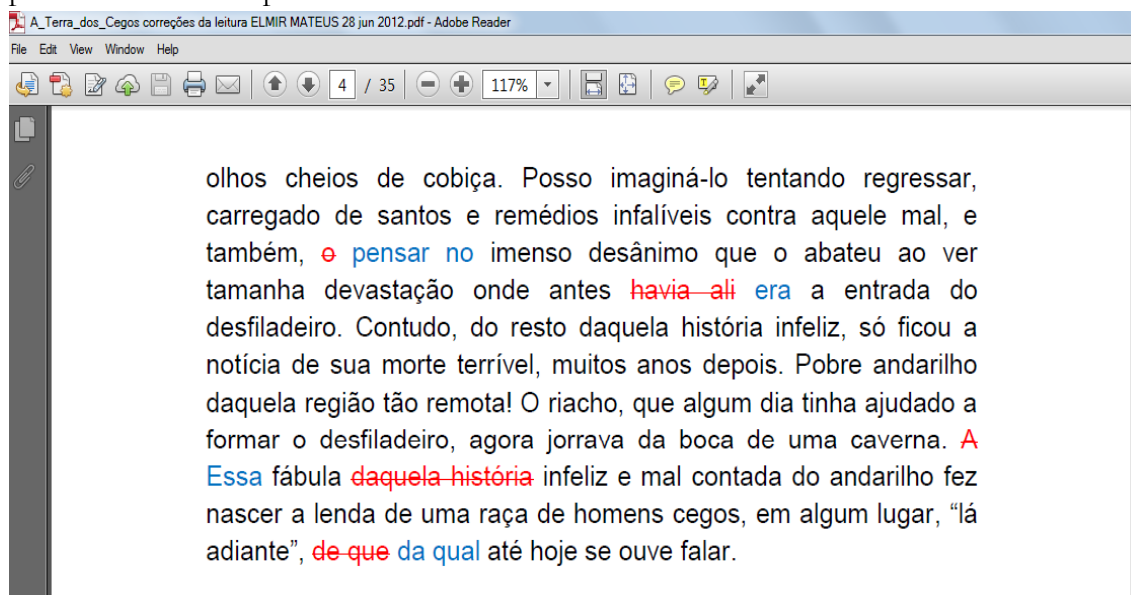 A_Terra_dos_Cegos correções da leitura ELMIR MATEUS 28 jun 2012.pdf - Adobe Reader
File Edit View Window Help
4 / 35 117%
olhos cheios de cobiça. Posso imaginá-lo tentando regressar,
carregado de santos e remédios infalíveis contra aquele mal, e
também, o pensar no imenso desânimo que o abateu ao ver
tamanha devastação onde antes havia ali era a entrada do
desfiladeiro. Contudo, do resto daquela história infeliz, só ficou a
notícia de sua morte terrível, muitos anos depois. Pobre andarilho
daquela região tão remota! O riacho, que algum dia tinha ajudado a
formar o desfiladeiro, agora jorrava da boca de uma caverna. A
Essa fábula daquela história infeliz e mal contada do andarilho fez
nascer a lenda de uma raça de homens cegos, em algum lugar, “lá
adiante”, de que da qual até hoje se ouve falar.